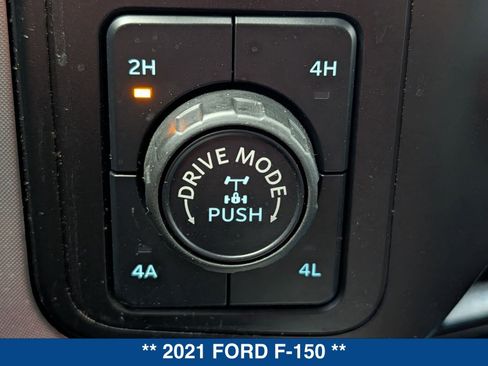 2H
4H
DRIVE MODE
PUSH
4A
4L
** 2021 FORD F-150 **